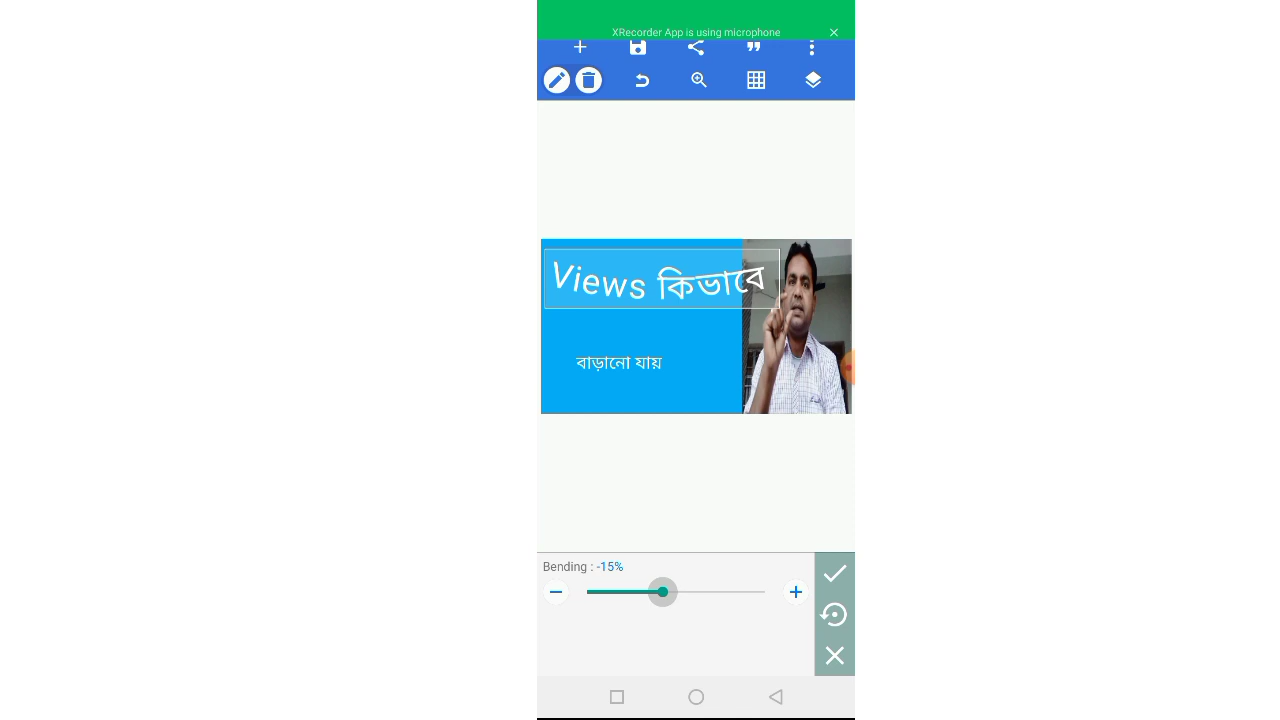 XRecorder App is using microphone
Views কিভাবে
বাড়ানো যায়
Bending : -15%